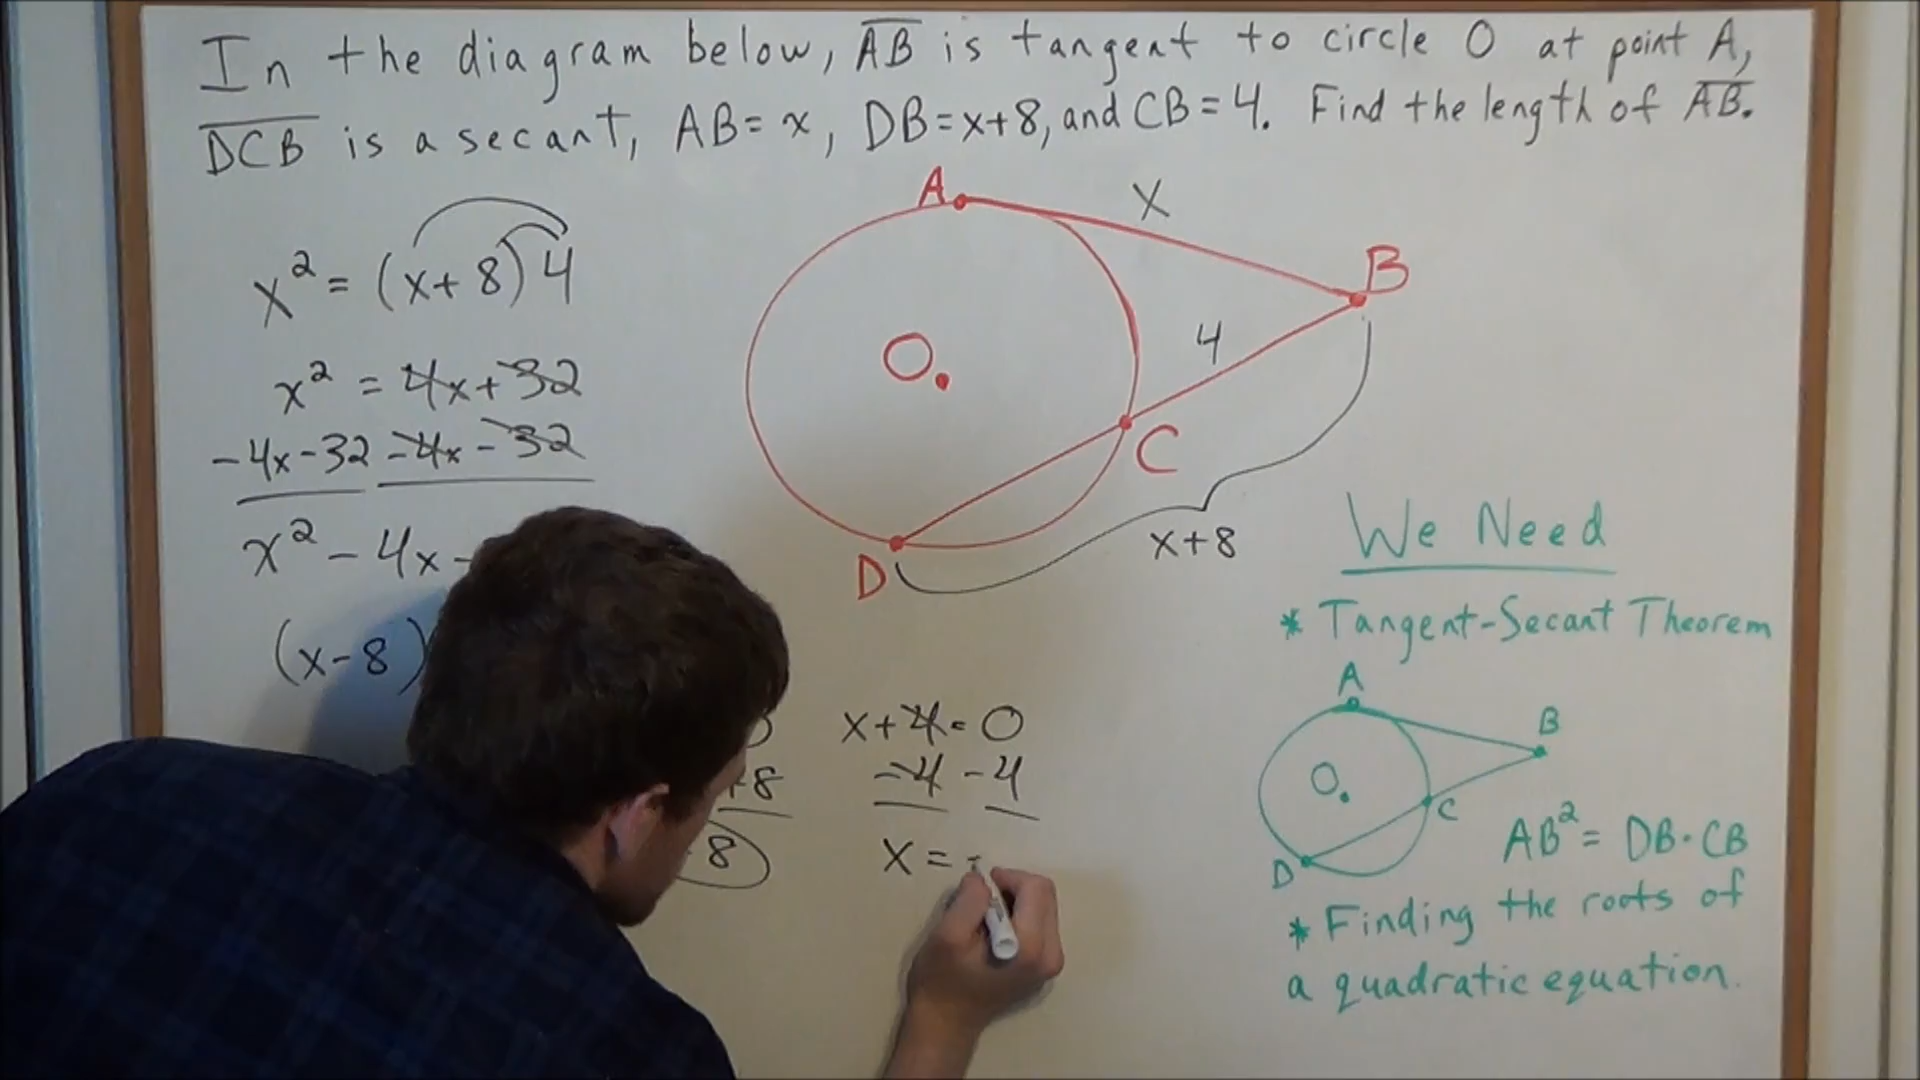 In the diagram below, AB is tangent to circle O at point A,
DCB is a secant, AB = x, DB = x+8, and CB = 4. Find the length of AB.
x² = (x+8)4
x² = 4x+32
-4x-32 -4x-32
x² - 4x -
(x-8)
+8
8
x+4=0
-4 -4
x = -
A
x
B
4
O
C
D
x+8
We Need
* Tangent-Secant Theorem
A
B
O
C
D
AB² = DB·CB
* Finding the roots of
a quadratic equation.